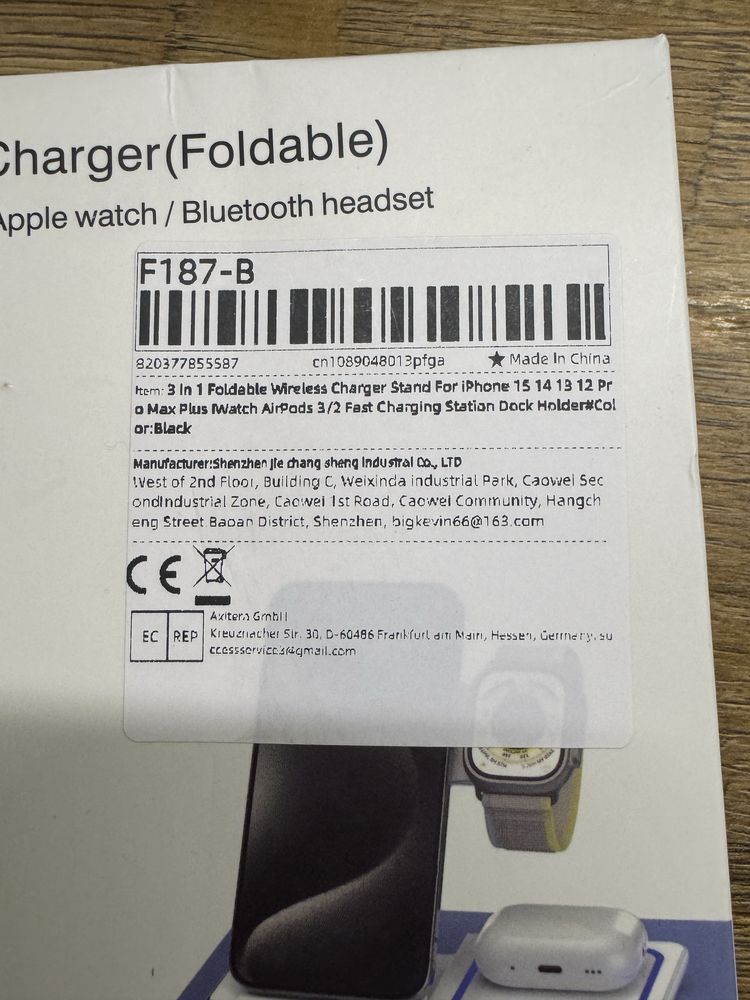 Charger(Foldable)
Apple watch / Bluetooth headset
F187-B
820377855587 cn1089048013pfga ★ Made In China
Item: 3 In 1 Foldable Wireless Charger Stand For iPhone 15 14 13 12 Pr
o Max Plus IWatch AirPods 3/2 Fast Charging Station Dock Holder#Col
or:Black
Manufacturer:Shenzhen Jie chang sheng Industral Co., LTD
West of 2nd Floor, Building C, Weixinda industrial Park, Caowei Sec
ondIndustrial Zone, Caowei 1st Road, Caowei Community, Hangch
eng Street Baoan District, Shenzhen, bigkevin66@163.com
CE
EC REP
Axitera GmbH
Kreuznacher Str. 30, D-60486 Frankfurt am Main, Hessen, Germany, su
ccessservice3@gmail.com